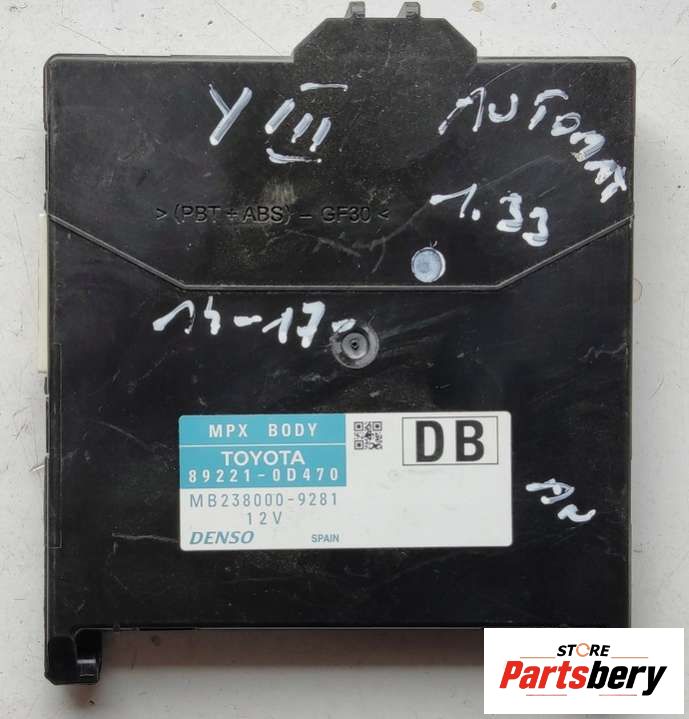 Y III
AUTOMAT
>(PBT+ABS)-GF30<
1.33
14-17-
MPX BODY
TOYOTA
89221-0D470
DB
MB238000-9281
12V
DENSO
SPAIN
STORE
Partsbery